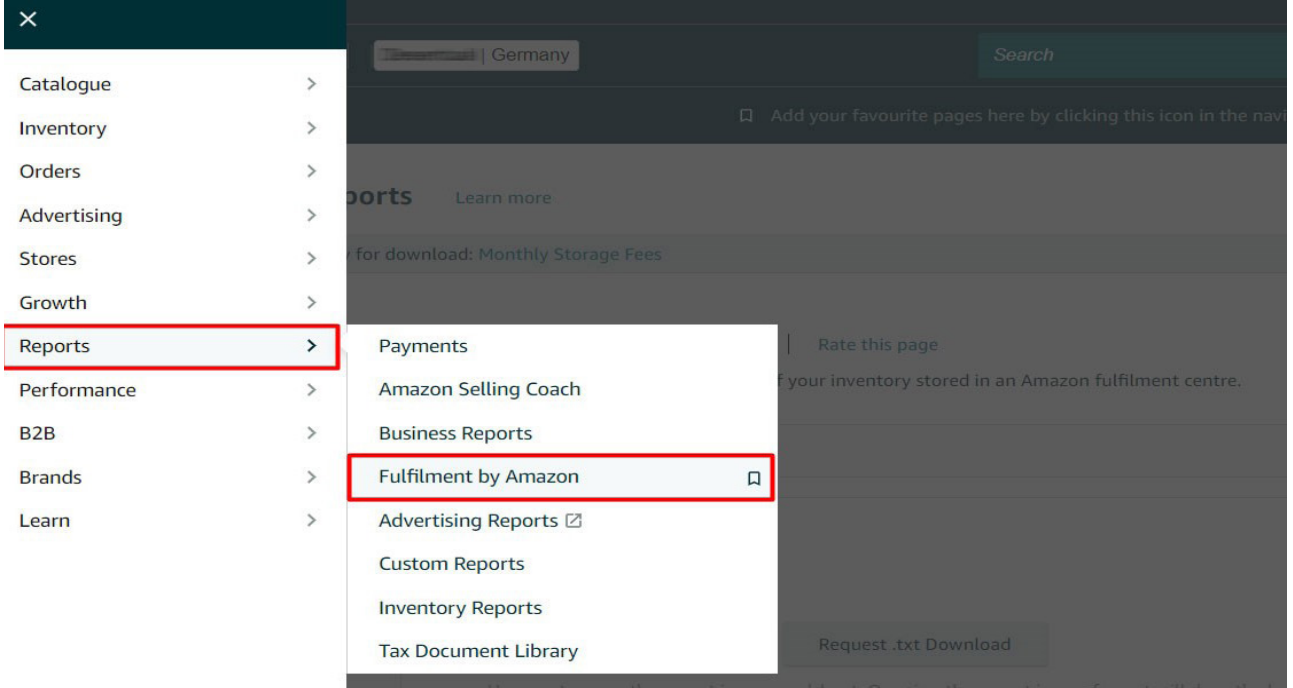 | Germany
Search
Add your favourite pages here by clicking this icon in the navi
Catalogue
Inventory
Orders
Advertising
Stores
Growth
Reports
Performance
B2B
Brands
Learn
ports Learn more
for download: Monthly Storage Fees
Payments
Amazon Selling Coach
Business Reports
Fulfilment by Amazon
Advertising Reports
Custom Reports
Inventory Reports
Tax Document Library
| Rate this page
f your inventory stored in an Amazon fulfilment centre.
Request .txt Download